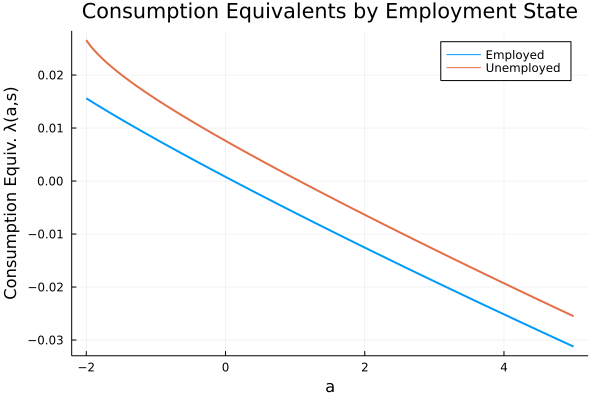 Consumption Equivalents by Employment State
Consumption Equiv. λ(a,s)
0.02
0.01
0.00
−0.01
−0.02
−0.03
−2
0
2
4
a
Employed
Unemployed